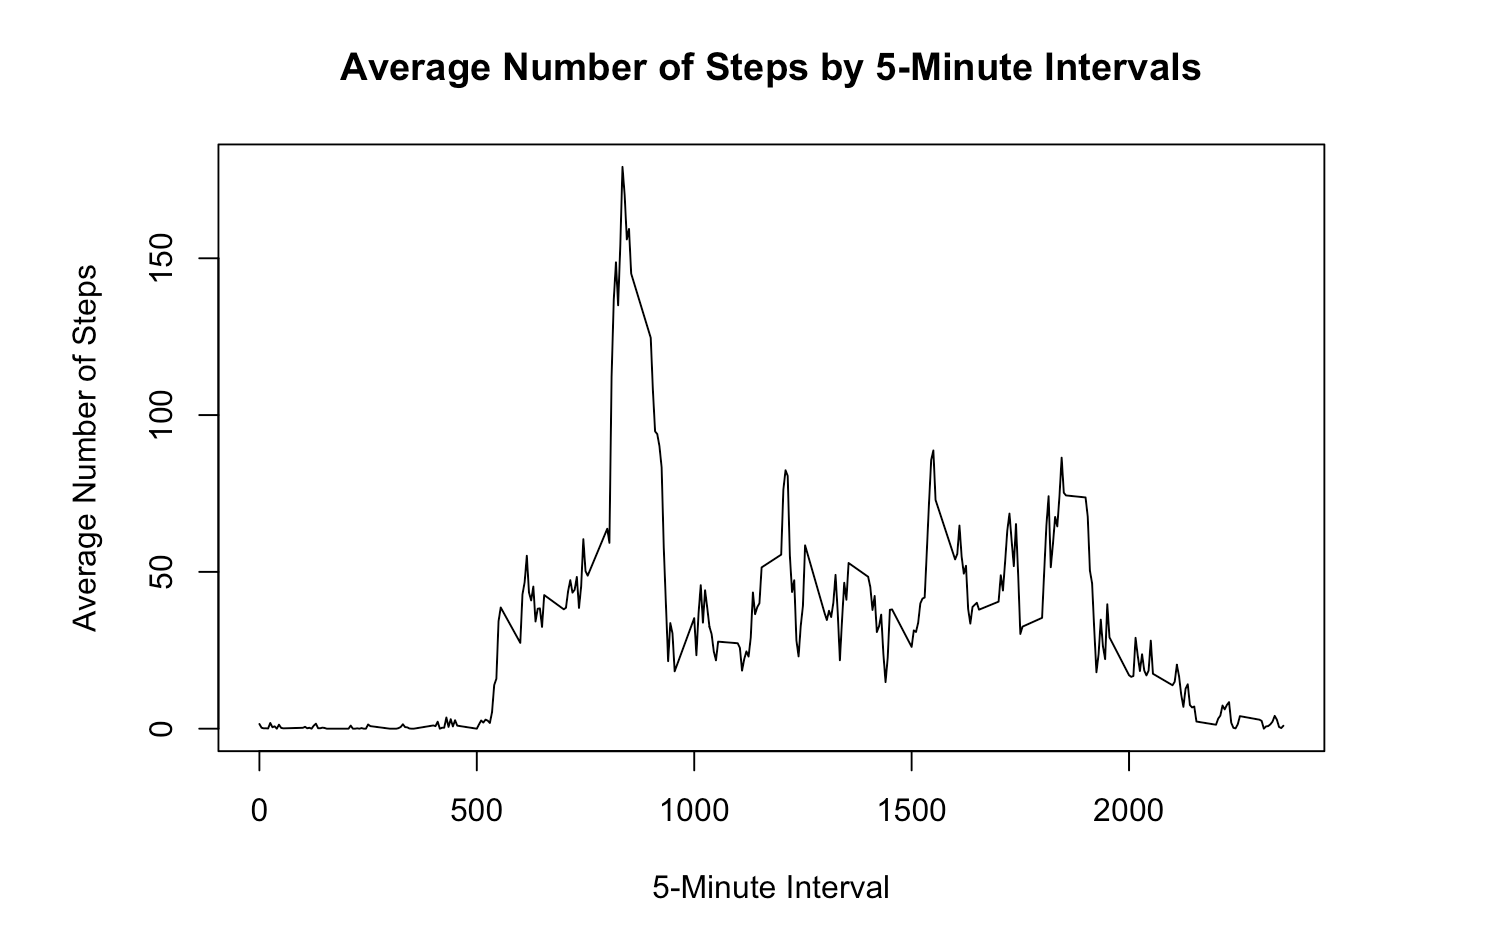 Average Number of Steps by 5-Minute Intervals
Average Number of Steps
150
100
50
0
0 500 1000 1500 2000
5-Minute Interval